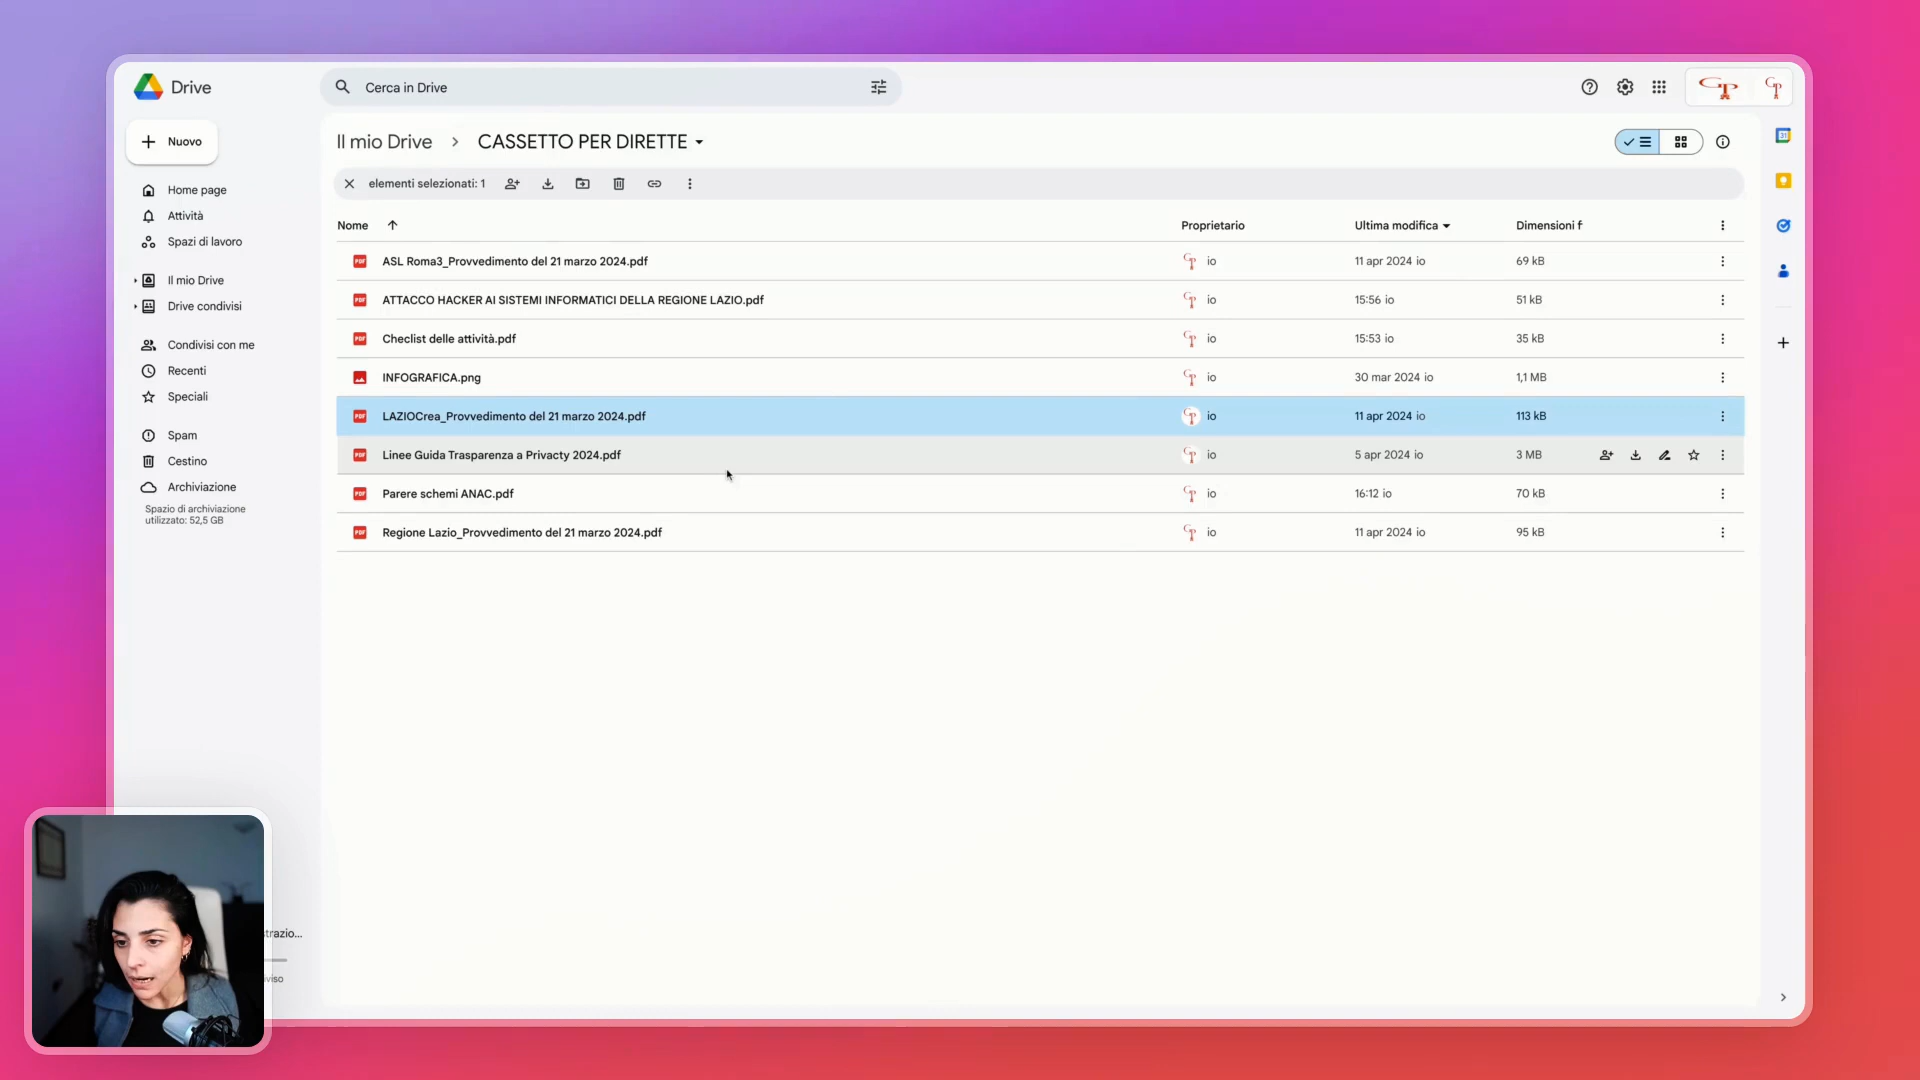 Drive
Cerca in Drive
Nuovo
Il mio Drive
CASSETTO PER DIRETTE
elementi selezionati: 1
Home page
Attività
Spazi di lavoro
Il mio Drive
Drive condivisi
Condivisi con me
Recenti
Speciali
Spam
Cestino
Archiviazione
Spazio di archiviazione
utilizzato: 52,5 GB
Nome Proprietario Ultima modifica Dimensioni f
ASL Roma3_Provvedimento del 21 marzo 2024.pdf io 11 apr 2024 io 69 kB
ATTACCO HACKER AI SISTEMI INFORMATICI DELLA REGIONE LAZIO.pdf io 15:56 io 51 kB
Checlist delle attività.pdf io 15:53 io 35 kB
INFOGRAFICA.png io 30 mar 2024 io 1,1 MB
LAZIOCrea_Provvedimento del 21 marzo 2024.pdf io 11 apr 2024 io 113 kB
Linee Guida Trasparenza a Privacty 2024.pdf io 5 apr 2024 io 3 MB
Parere schemi ANAC.pdf io 16:12 io 70 kB
Regione Lazio_Provvedimento del 21 marzo 2024.pdf io 11 apr 2024 io 95 kB